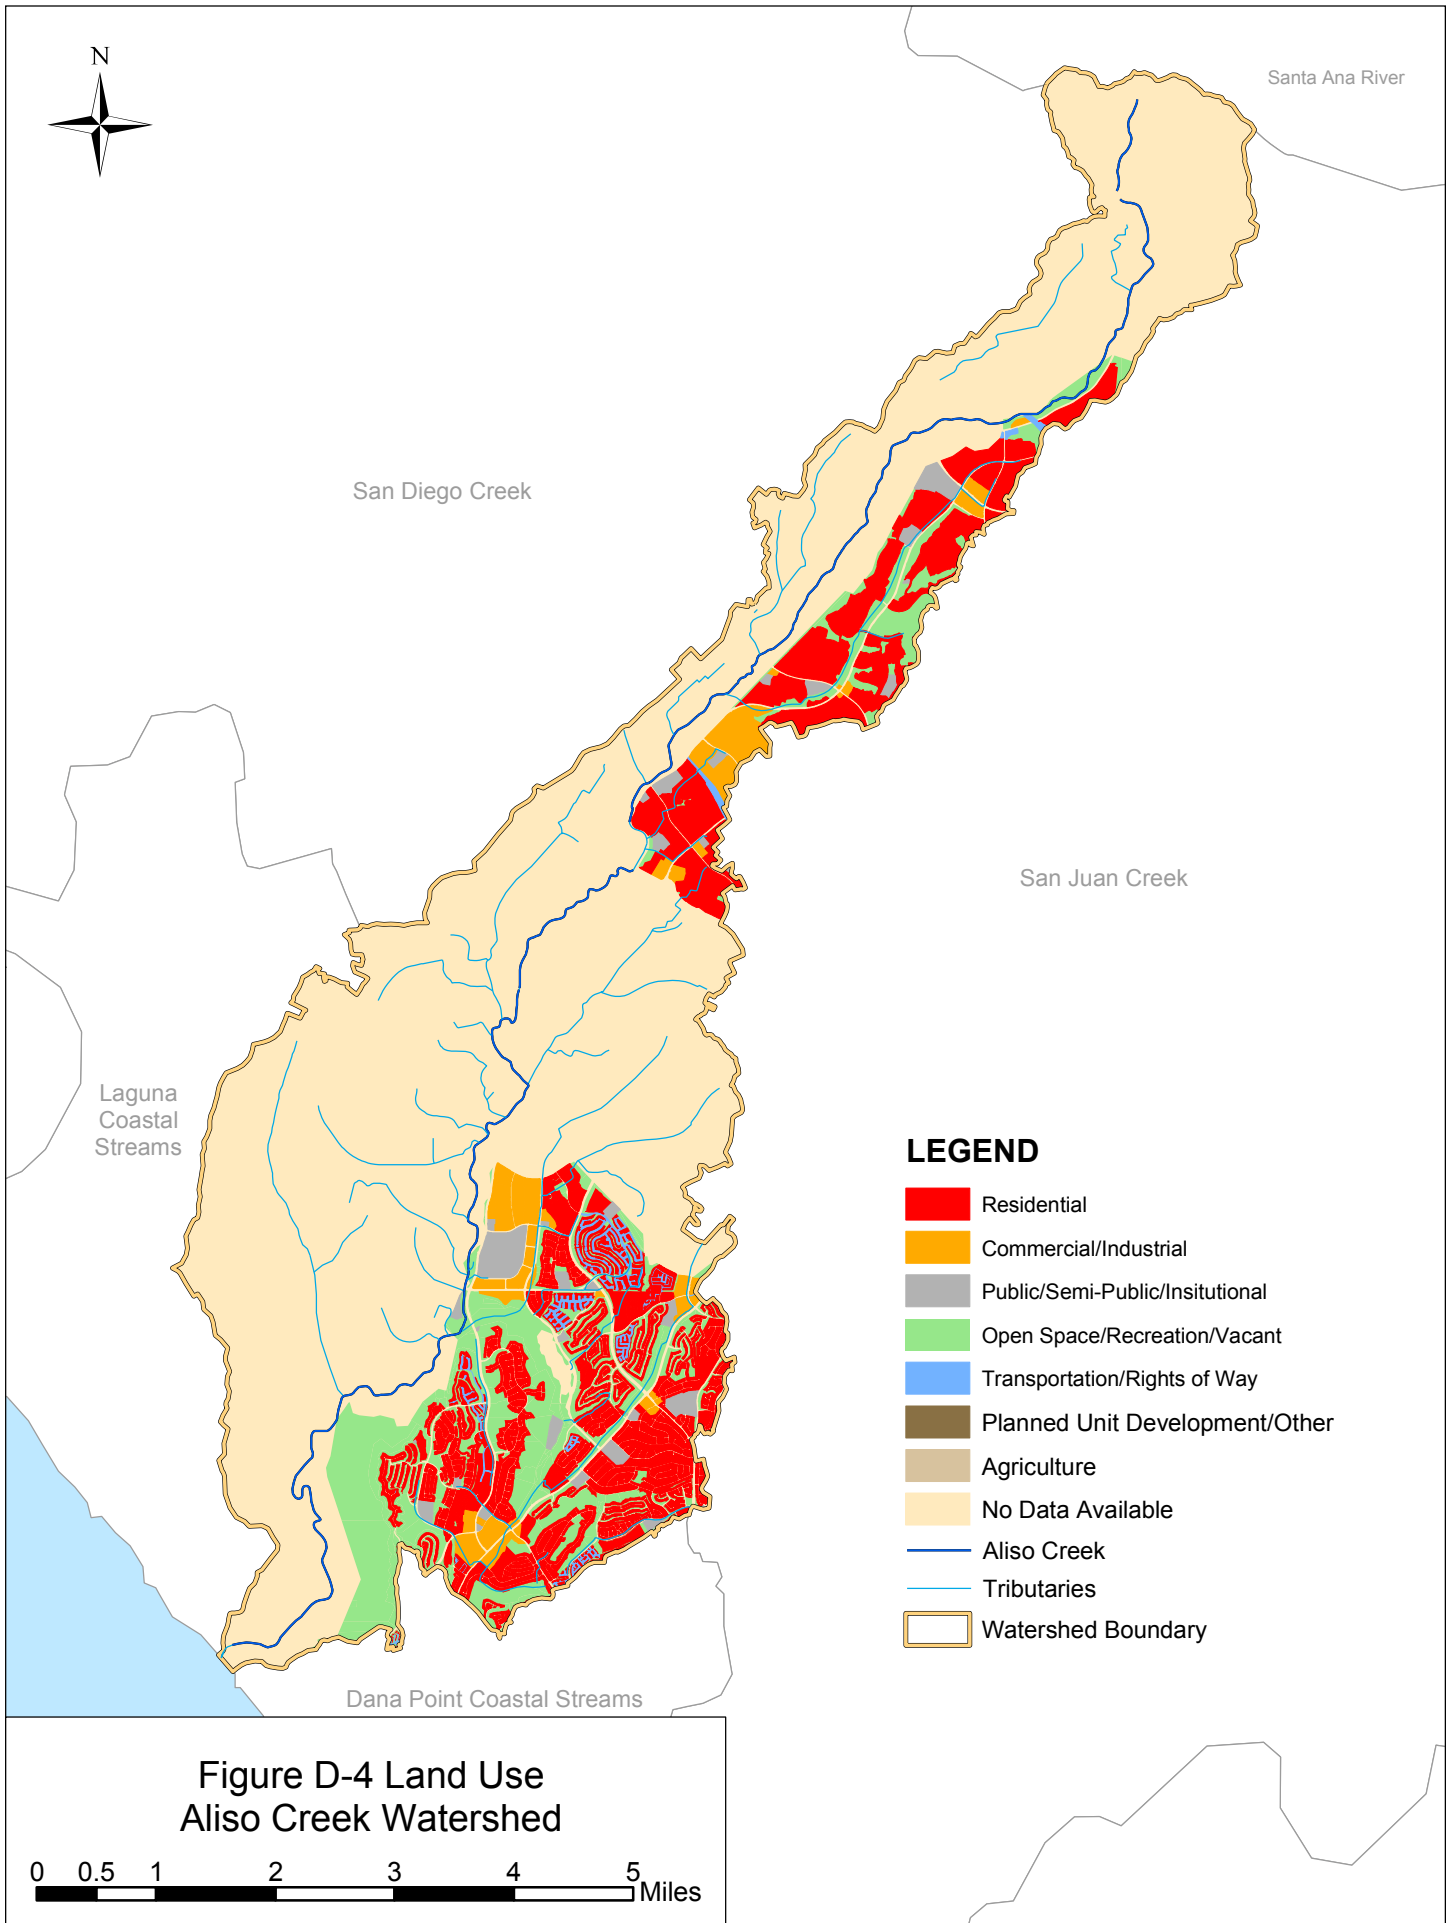 N
Santa Ana River
San Diego Creek
San Juan Creek
Laguna
Coastal
Streams
LEGEND
Residential
Commercial/Industrial
Public/Semi-Public/Insitutional
Open Space/Recreation/Vacant
Transportation/Rights of Way
Planned Unit Development/Other
Agriculture
No Data Available
Aliso Creek
Tributaries
Watershed Boundary
Dana Point Coastal Streams
Figure D-4 Land Use
Aliso Creek Watershed
0 0.5 1 2 3 4 5
Miles